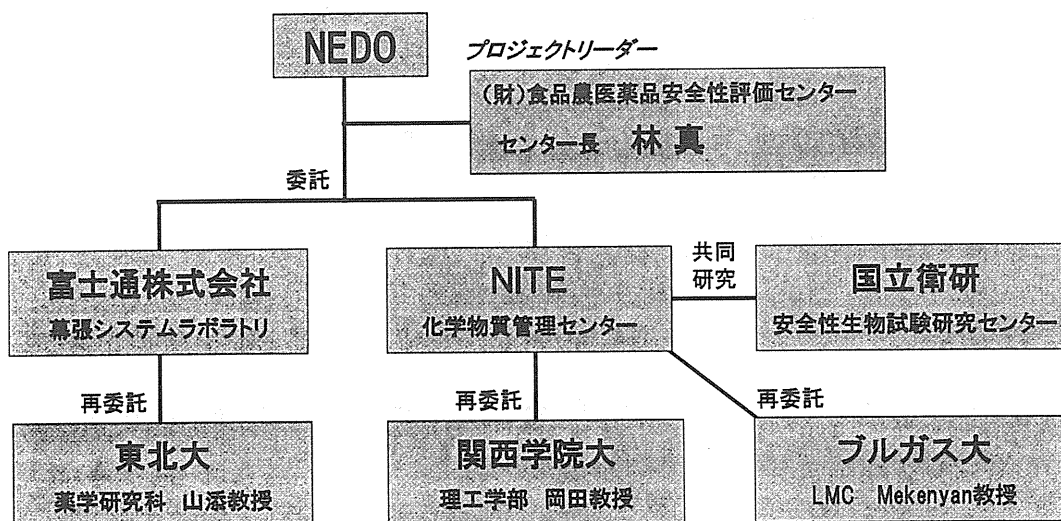 NEDO
プロジェクトリーダー
（財）食品農医薬品安全性評価センター
センター長 林 真
委託
富士通株式会社
幕張システムラボラトリ
NITE
化学物質管理センター
共同
研究
国立衛研
安全性生物試験研究センター
再委託
再委託
再委託
東北大
薬学研究科 山添教授
関西学院大
理工学部 岡田教授
ブルガス大
LMC Mekenyan教授